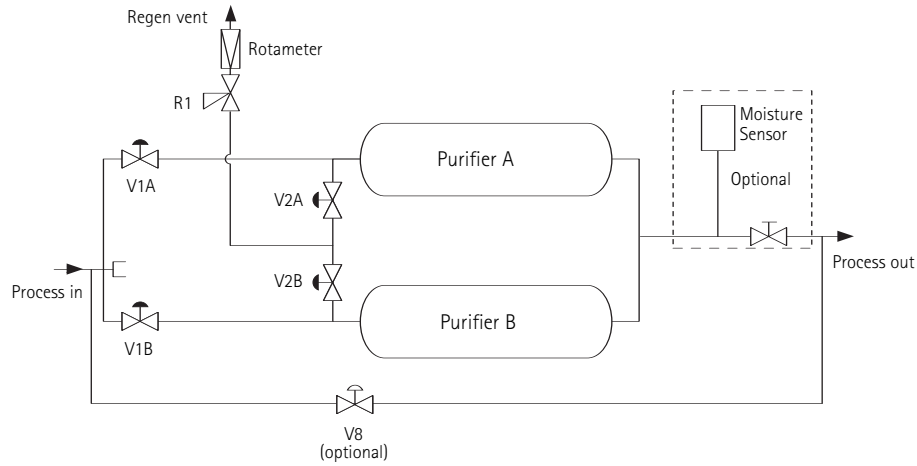 Regen vent
Rotameter
R1
Moisture
Sensor
Purifier A
V1A
V2A
Optional
Process in
V2B
Process out
Purifier B
V1B
V8
(optional)